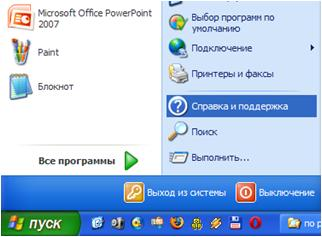 Microsoft Office PowerPoint
2007
Paint
Блокнот
Все программы
Выбор программ по
умолчанию
Подключение
Принтеры и факсы
Справка и поддержка
Поиск
Выполнить...
Выход из системы
Выключение
пуск
по р